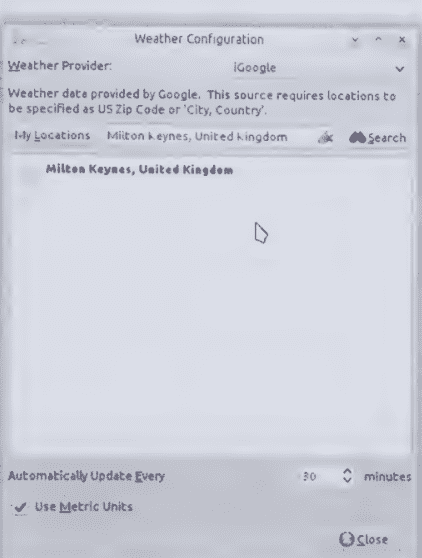 Weather Configuration
Weather Provider: iGoogle
Weather data provided by Google. This source requires locations to
be specified as US Zip Code or 'City, Country'.
My Locations Milton Keynes, United Kingdom Search
Milton Keynes, United Kingdom
Automatically Update Every 30 minutes
Use Metric Units
Close